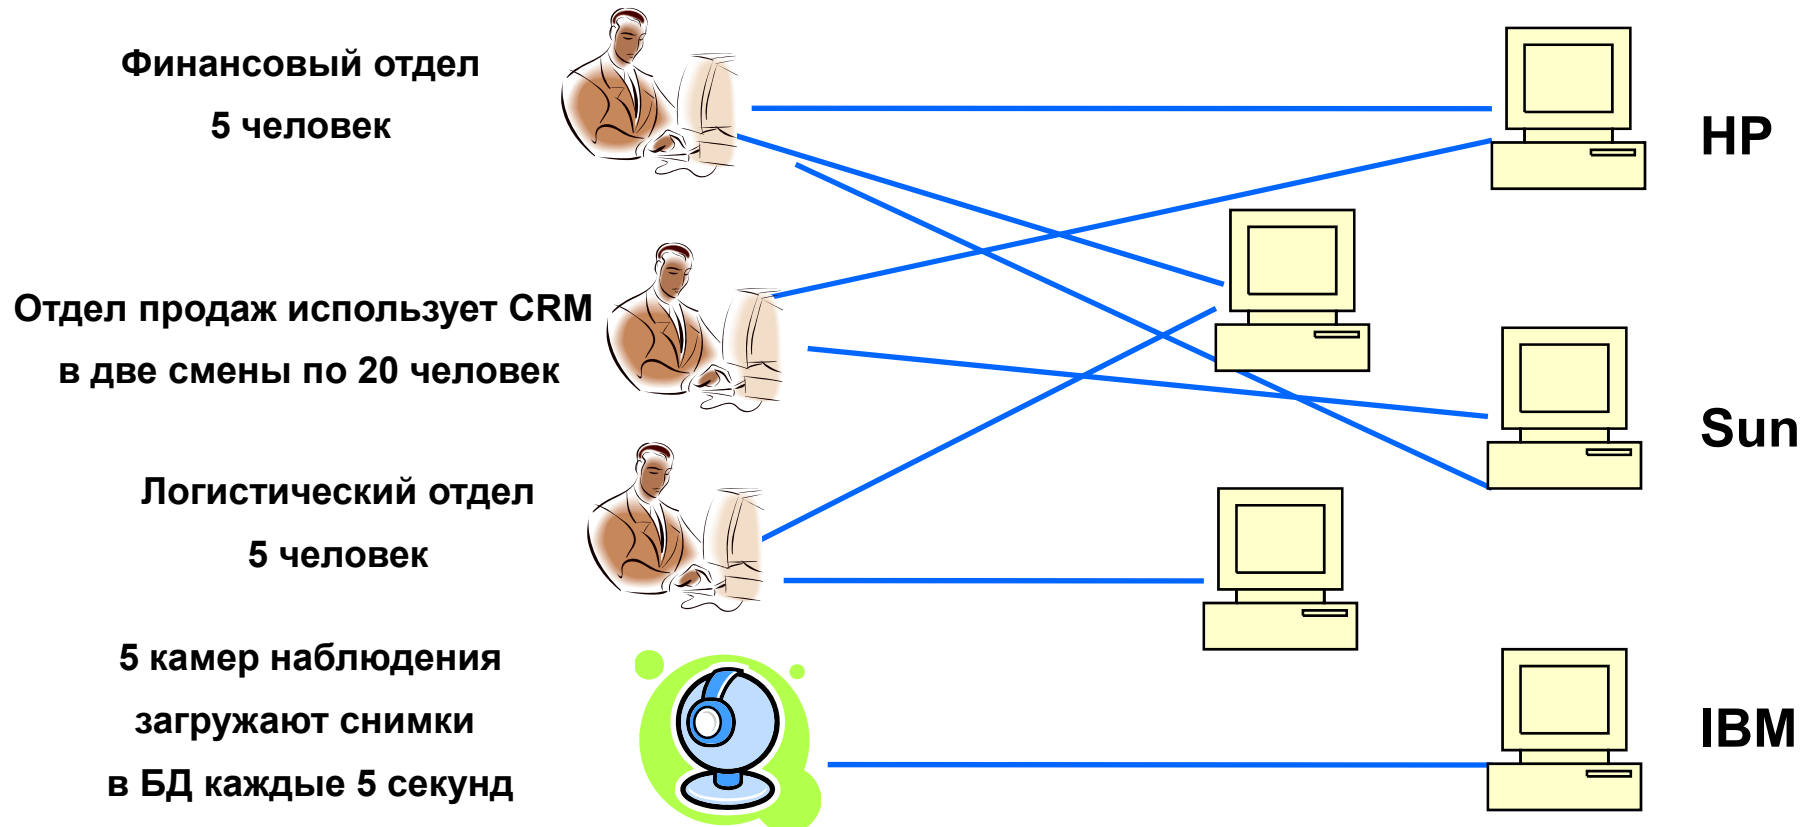 Финансовый отдел
5 человек
HP
Отдел продаж использует CRM
в две смены по 20 человек
Sun
Логистический отдел
5 человек
5 камер наблюдения
загружают снимки
в БД каждые 5 секунд
IBM